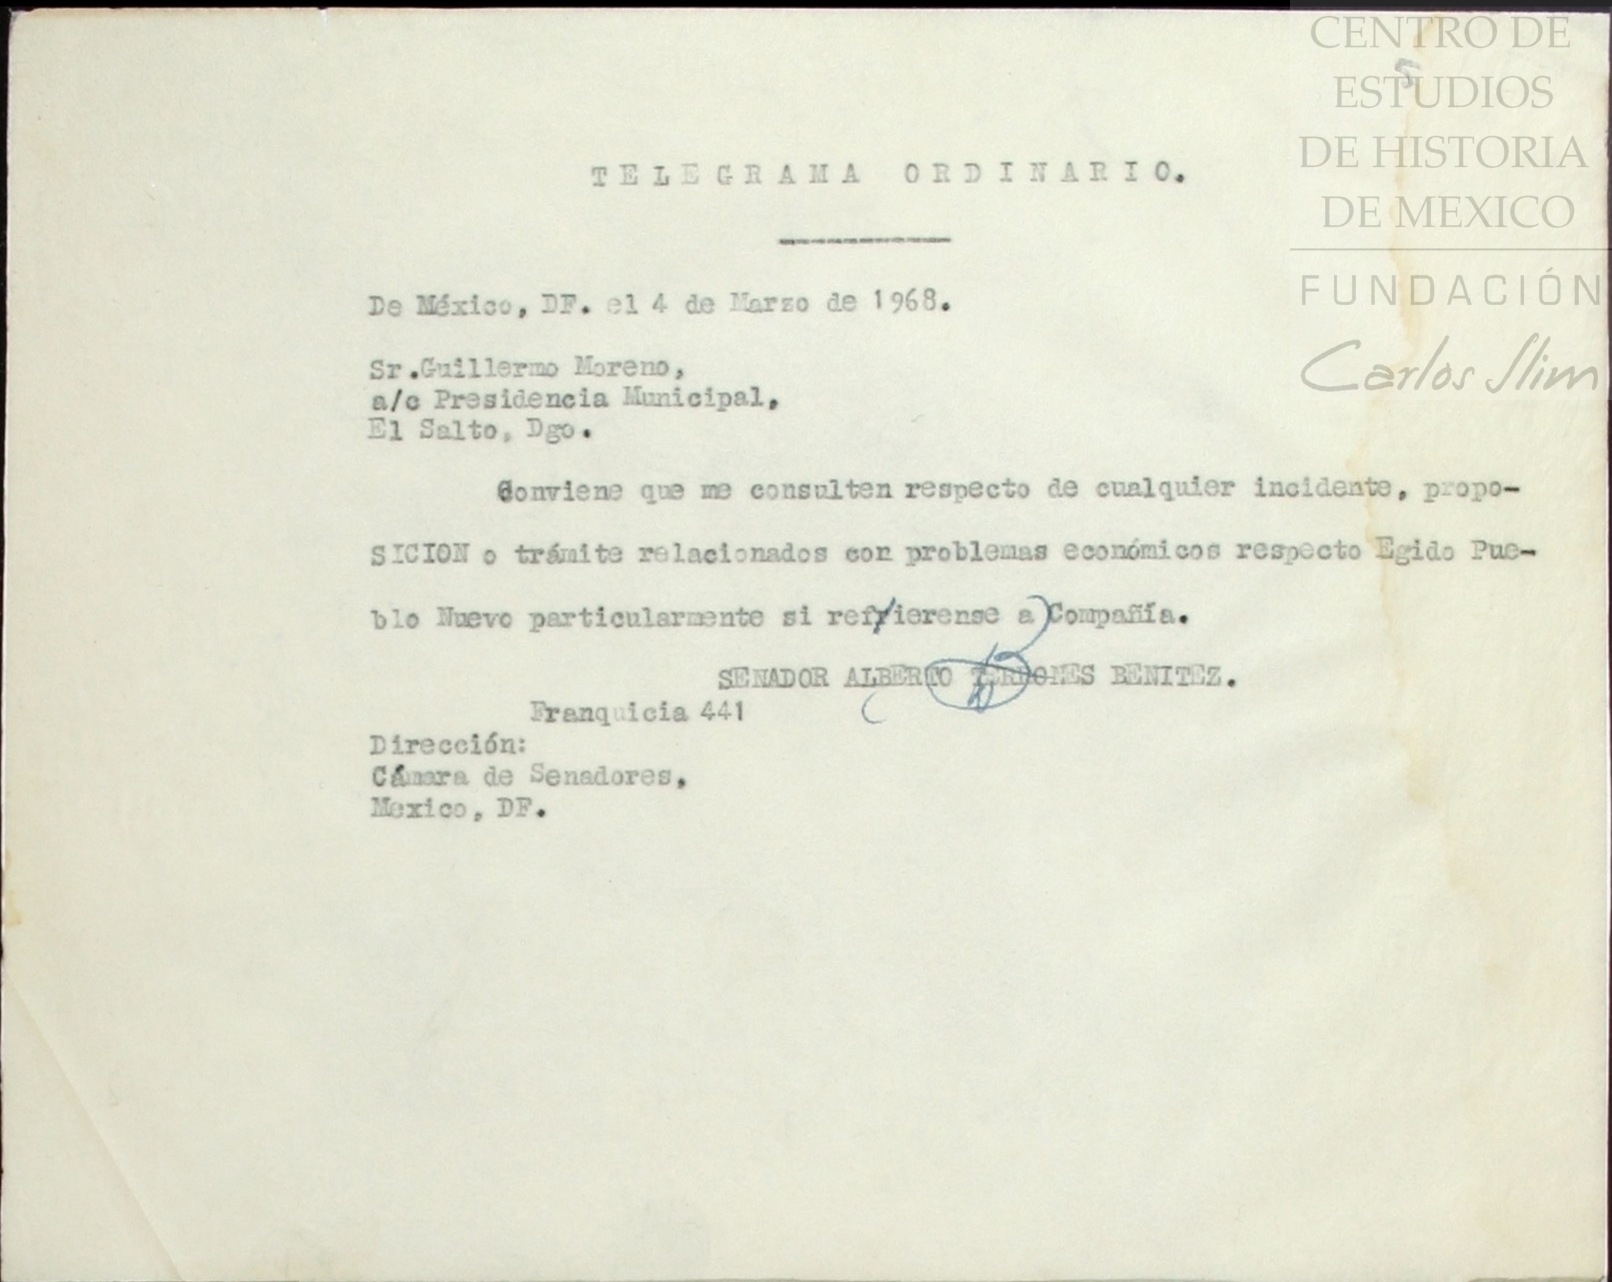 CENTRO DE
ESTUDIOS
DE HISTORIA
DE MEXICO
FUNDACIÓN
Carlos Slim
TELEGRAMA ORDINARIO.
De México, DF. el 4 de Marzo de 1968.
Sr.Guillermo Moreno,
a/c Presidencia Municipal,
El Salto, Dgo.
Conviene que me consulten respecto de cualquier incidente, propo-
SICION o trámite relacionados con problemas económicos respecto Egido Pue-
blo Nuevo particularmente si refierense a Compañía.
SENADOR ALBERTO TERRONES BENITEZ.
Franquicia 441
Dirección:
Cámara de Senadores,
Mexico, DF.